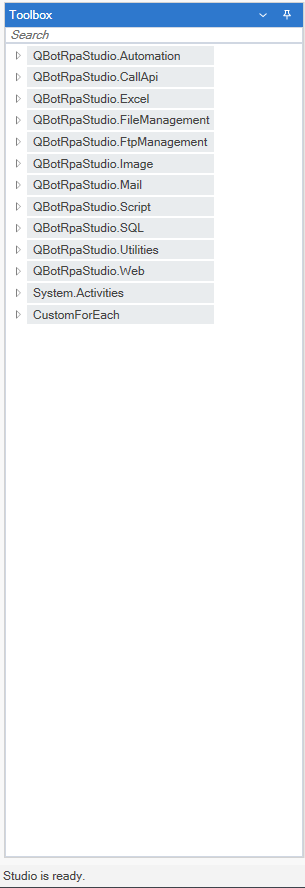 Toolbox
Search
QBotRpaStudio.Automation
QBotRpaStudio.CallApi
QBotRpaStudio.Excel
QBotRpaStudio.FileManagement
QBotRpaStudio.FtpManagement
QBotRpaStudio.Image
QBotRpaStudio.Mail
QBotRpaStudio.Script
QBotRpaStudio.SQL
QBotRpaStudio.Utilities
QBotRpaStudio.Web
System.Activities
CustomForEach
Studio is ready.